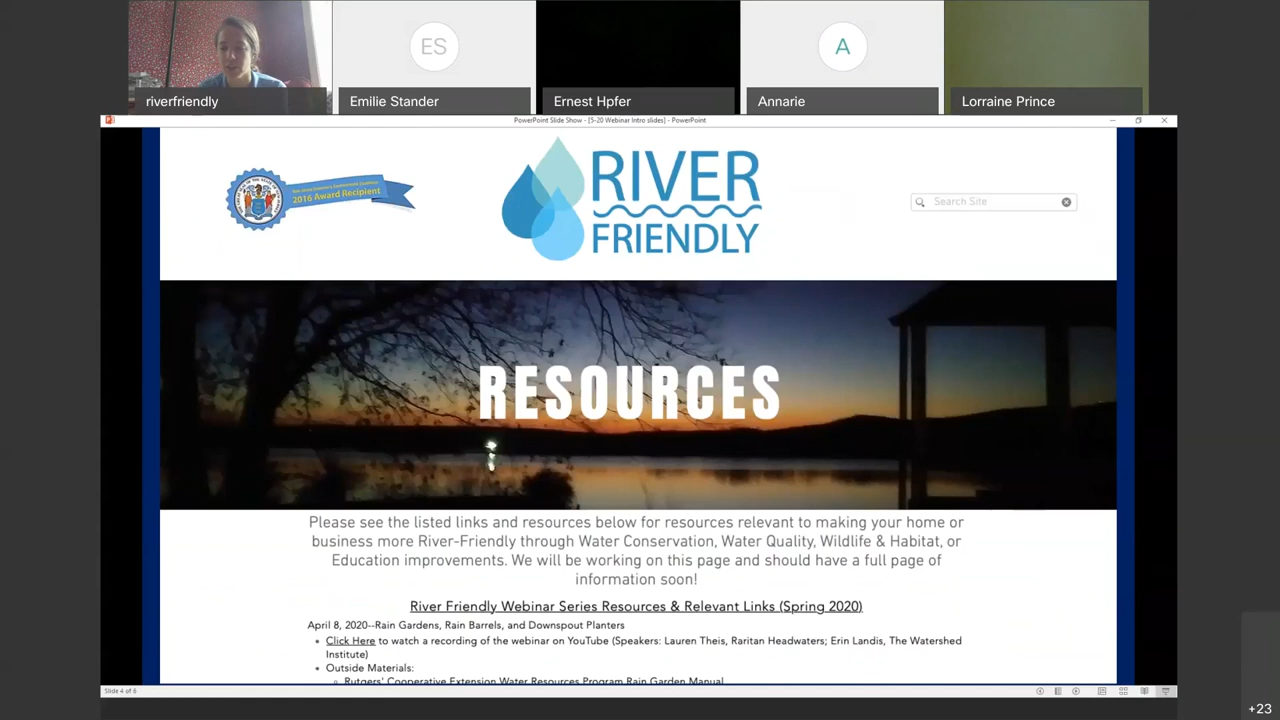 ES
A
riverfriendly
Emilie Stander
Ernest Hpfer
Annarie
Lorraine Prince
PowerPoint Slide Show - [5-20 Webinar Intro slides] - PowerPoint
2016 Award Recipient
RIVER
FRIENDLY
Search Site
RESOURCES
Please see the listed links and resources below for resources relevant to making your home or
business more River-Friendly through Water Conservation, Water Quality, Wildlife & Habitat, or
Education improvements. We will be working on this page and should have a full page of
information soon!
River Friendly Webinar Series Resources & Relevant Links (Spring 2020)
April 8, 2020--Rain Gardens, Rain Barrels, and Downspout Planters
• Click Here to watch a recording of the webinar on YouTube (Speakers: Lauren Theis, Raritan Headwaters; Erin Landis, The Watershed
Institute)
• Outside Materials:
Rutgers' Cooperative Extension Water Resources Program Rain Garden Manual
Slide 4 of 6
+23